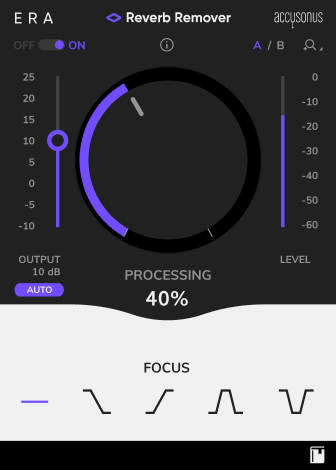 ERA Reverb Remover accusonus
OFF ON A / B
25 0
20 -10
15 -20
10 -30
5 -40
0 -50
-5 -60
-10
OUTPUT
10 dB
AUTO
PROCESSING
40%
LEVEL
FOCUS